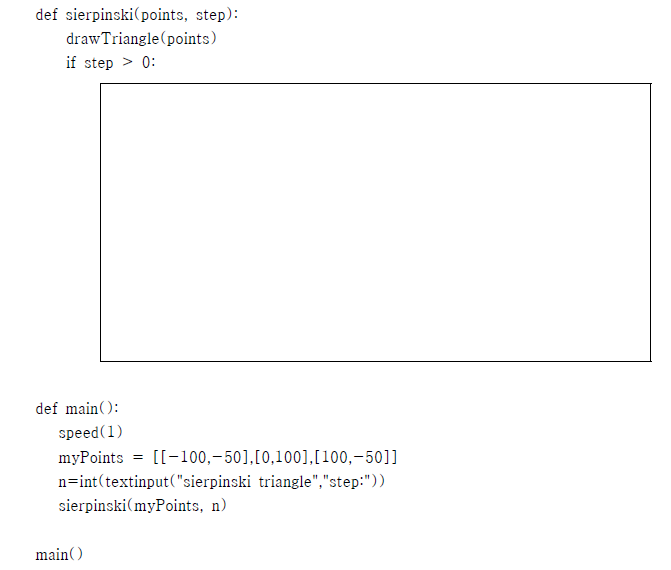 def sierpinski(points, step):
    drawTriangle(points)
    if step > 0:
def main():
   speed(1)
   myPoints = [[-100,-50],[0,100],[100,-50]]
   n=int(textinput("sierpinski triangle","step:"))
   sierpinski(myPoints, n)
main()